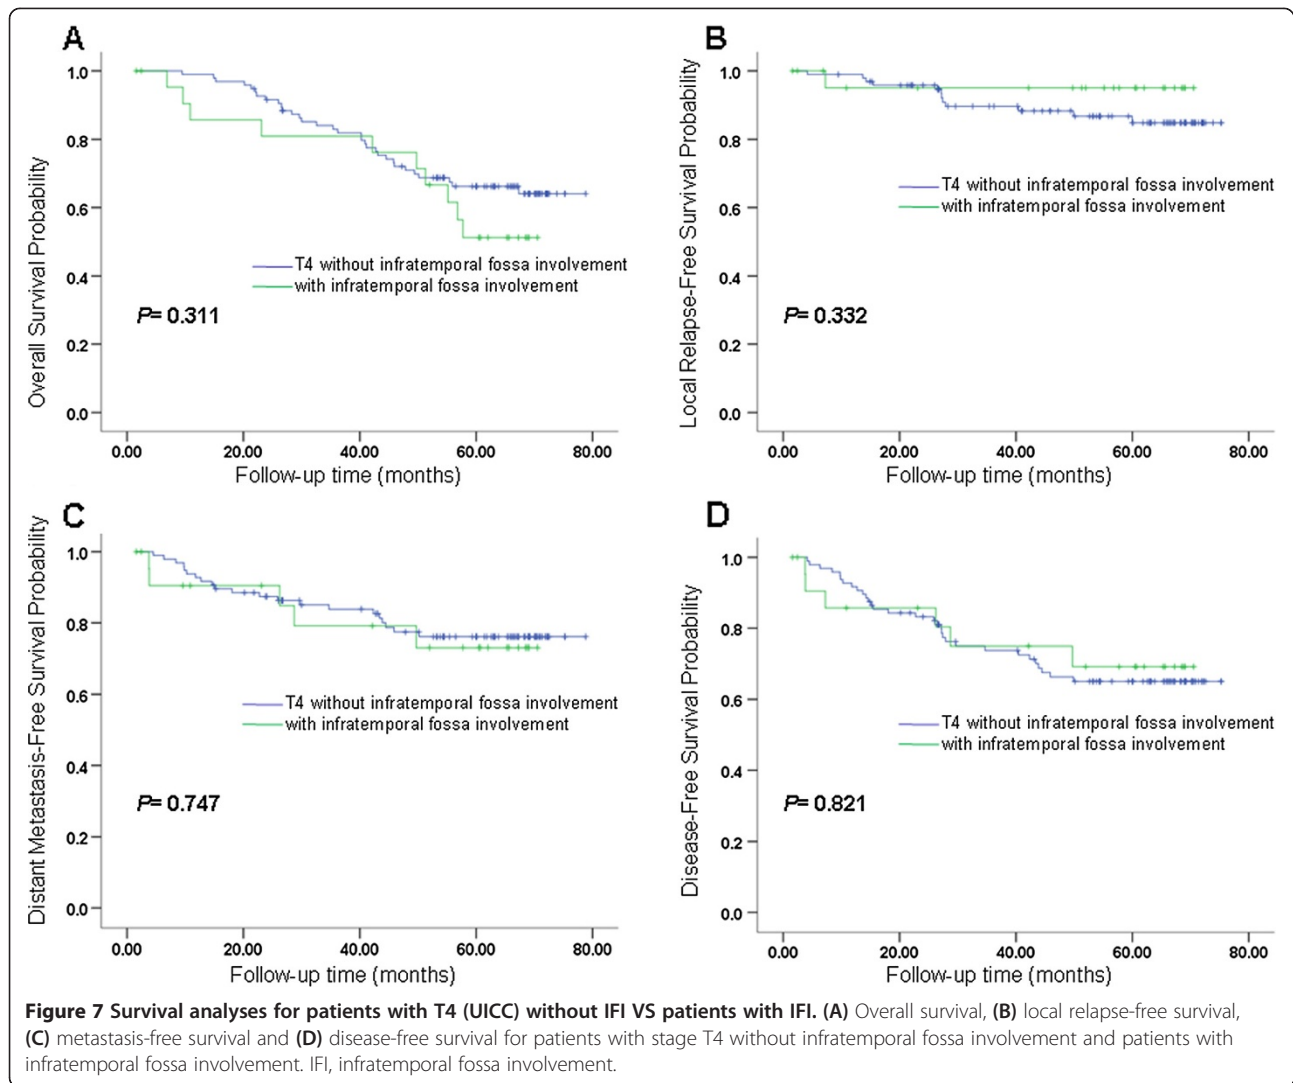 A
Overall Survival Probability
1.0
0.8
0.6
0.4
0.2
0.0
T4 without infratemporal fossa involvement
with infratemporal fossa involvement
P= 0.311
0.00 20.00 40.00 60.00 80.00
Follow-up time (months)
B
Local Relapse-Free Survival Probability
1.0
0.8
0.6
0.4
0.2
0.0
T4 without infratemporal fossa involvement
with infratemporal fossa involvement
P= 0.332
0.00 20.00 40.00 60.00 80.00
Follow-up time (months)
C
Distant Metastasis-Free Survival Probability
1.0
0.8
0.6
0.4
0.2
0.0
T4 without infratemporal fossa involvement
with infratemporal fossa involvement
P= 0.747
0.00 20.00 40.00 60.00 80.00
Follow-up time (months)
D
Disease-Free Survival Probability
1.0
0.8
0.6
0.4
0.2
0.0
T4 without infratemporal fossa involvement
with infratemporal fossa involvement
P= 0.821
0.00 20.00 40.00 60.00 80.00
Follow-up time (months)
Figure 7 Survival analyses for patients with T4 (UICC) without IFI VS patients with IFI. (A) Overall survival, (B) local relapse-free survival,
(C) metastasis-free survival and (D) disease-free survival for patients with stage T4 without infratemporal fossa involvement and patients with
infratemporal fossa involvement. IFI, infratemporal fossa involvement.